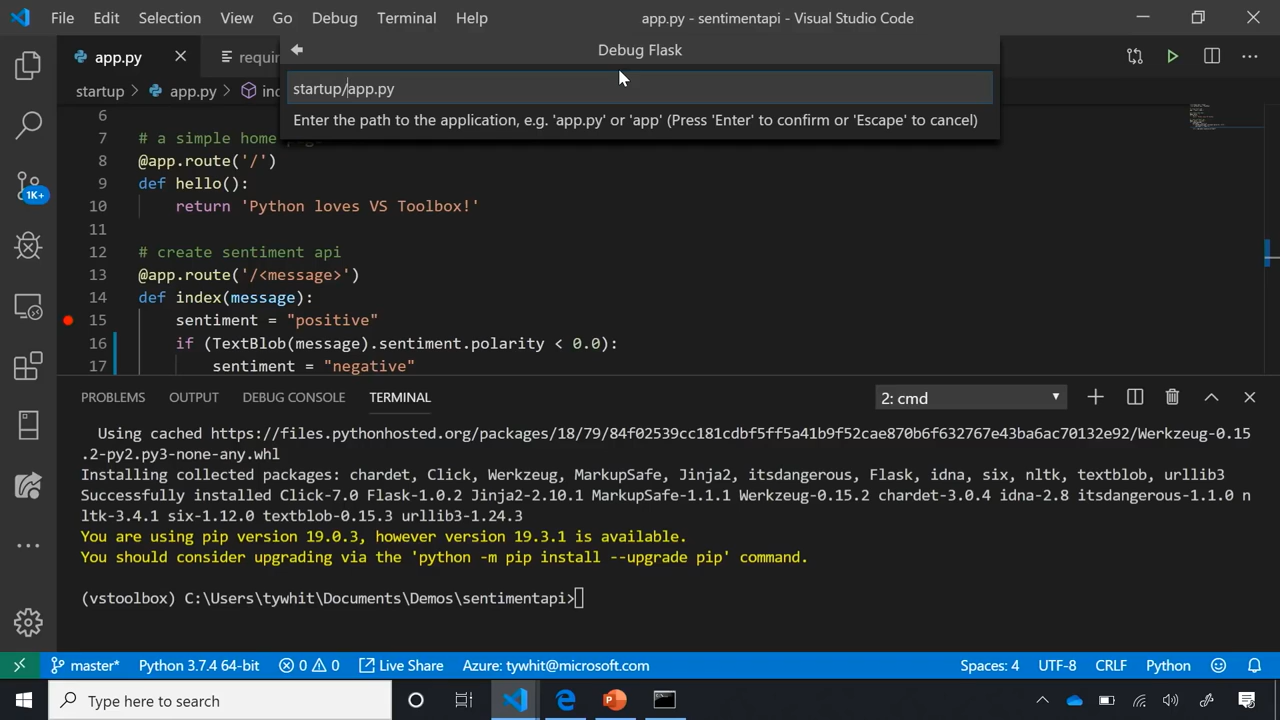 File Edit Selection View Go Debug Terminal Help
app.py - sentimentapi - Visual Studio Code
app.py
requir
Debug Flask
startup/app.py
Enter the path to the application, e.g. 'app.py' or 'app' (Press 'Enter' to confirm or 'Escape' to cancel)
startup > app.py >
6
7 # a simple home
8 @app.route('/')
9 def hello():
10 return 'Python loves VS Toolbox!'
11
12 # create sentiment api
13 @app.route('/<message>')
14 def index(message):
15 sentiment = "positive"
16 if (TextBlob(message).sentiment.polarity < 0.0):
17 sentiment = "negative"
1K+
PROBLEMS OUTPUT DEBUG CONSOLE TERMINAL
2: cmd
Using cached https://files.pythonhosted.org/packages/18/79/84f02539cc181cdbf5ff5a41b9f52cae870b6f632767e43ba6ac70132e92/Werkzeug-0.15
.2-py2.py3-none-any.whl
Installing collected packages: chardet, Click, Werkzeug, MarkupSafe, Jinja2, itsdangerous, Flask, idna, six, nltk, textblob, urllib3
Successfully installed Click-7.0 Flask-1.0.2 Jinja2-2.10.1 MarkupSafe-1.1.1 Werkzeug-0.15.2 chardet-3.0.4 idna-2.8 itsdangerous-1.1.0 n
ltk-3.4.1 six-1.12.0 textblob-0.15.3 urllib3-1.24.3
You are using pip version 19.0.3, however version 19.3.1 is available.
You should consider upgrading via the 'python -m pip install --upgrade pip' command.
(vstoolbox) C:\Users\tywhit\Documents\Demos\sentimentapi>
master* Python 3.7.4 64-bit 0 0 Live Share Azure: tywhit@microsoft.com Spaces: 4 UTF-8 CRLF Python
Type here to search